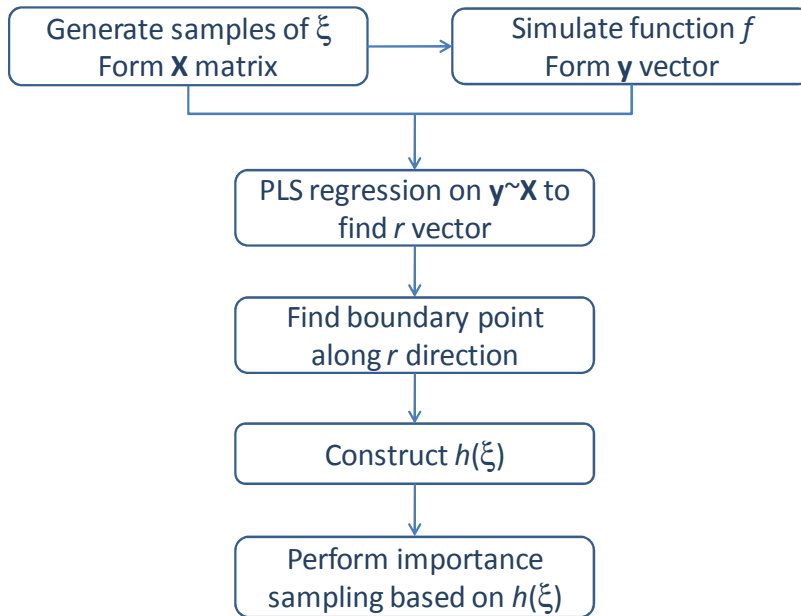 Generate samples of ξ
Form X matrix
Simulate function f
Form y vector
PLS regression on y~X to
find r vector
Find boundary point
along r direction
Construct h(ξ)
Perform importance
sampling based on h(ξ)